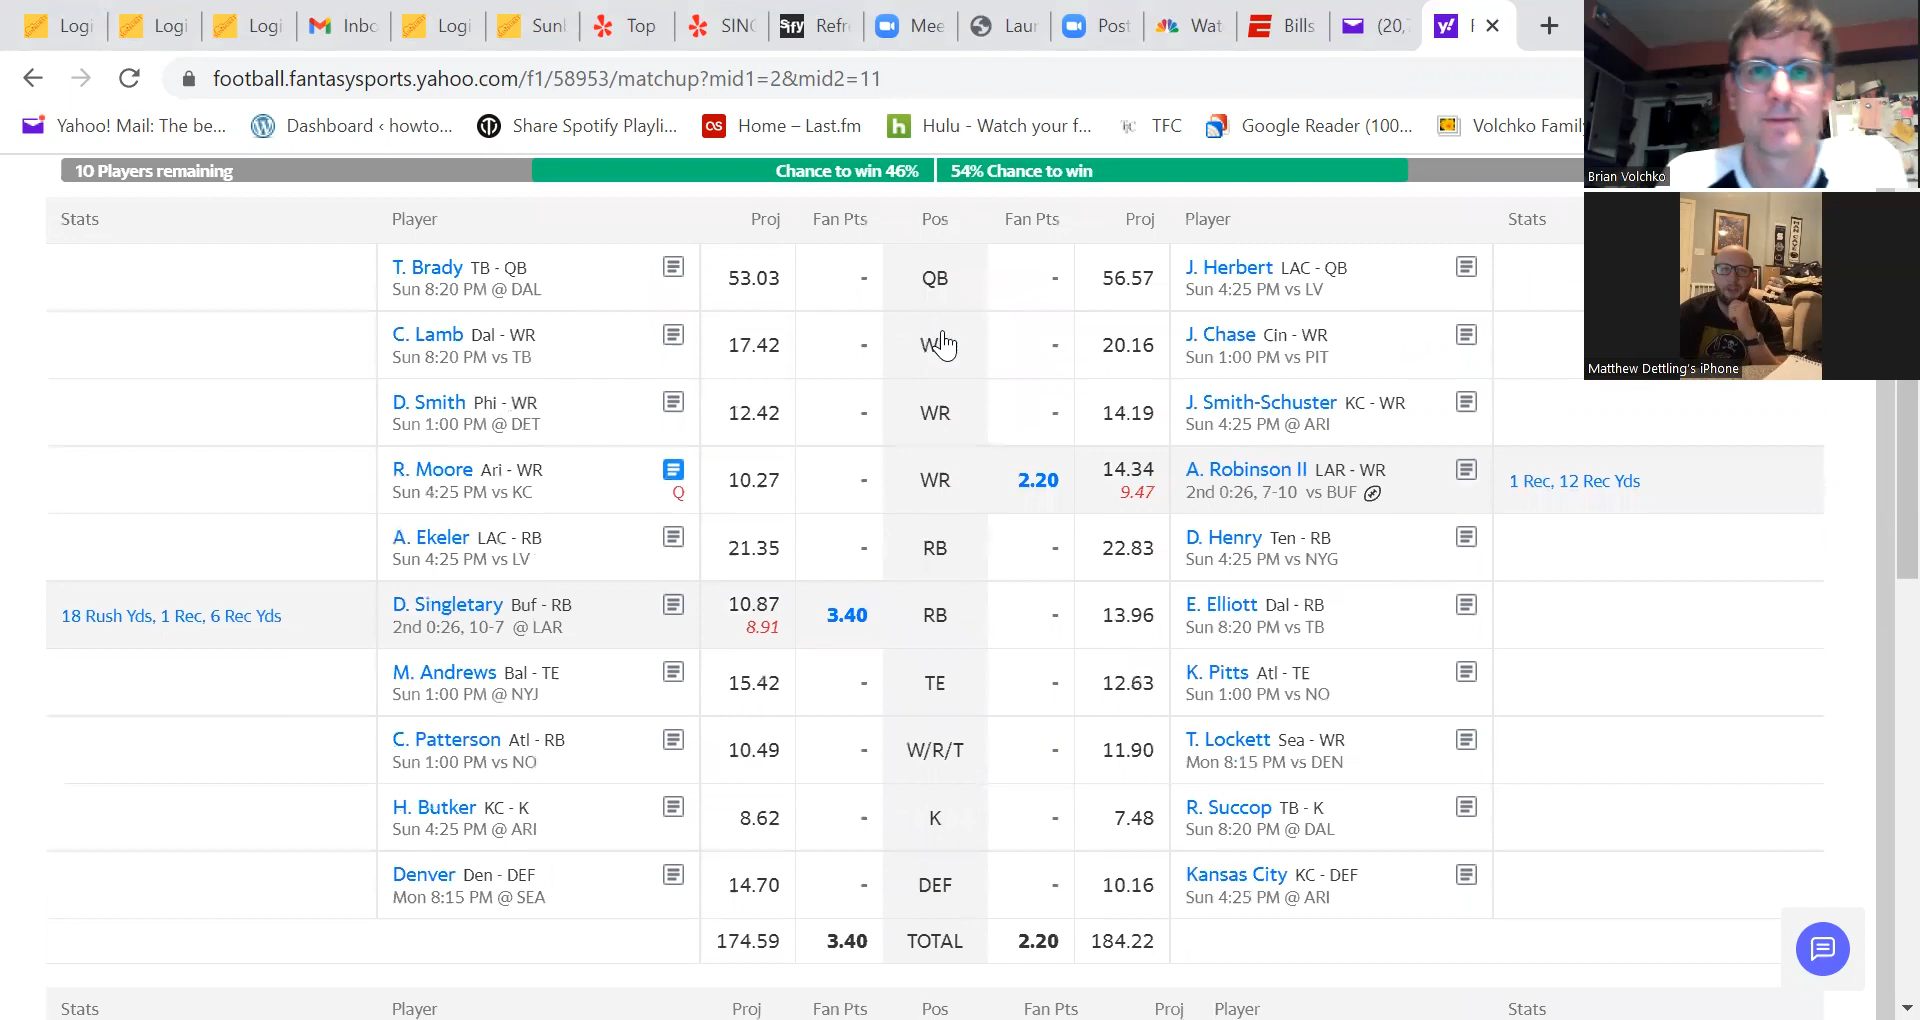 Logi Logi Logi Inbo Logi Sunl Top SINC Sify Refre Mee Laur Post Wat Bills (20,
football.fantasysports.yahoo.com/f1/58953/matchup?mid1=2&mid2=11
Yahoo! Mail: The be... Dashboard ‹ howto... Share Spotify Playli... Home – Last.fm Hulu - Watch your f... TFC Google Reader (100... Volchko Family
Brian Volchko
Matthew Dettling's iPhone
10 Players remaining Chance to win 46% 54% Chance to win
Stats Player Proj Fan Pts Pos Fan Pts Proj Player Stats
T. Brady TB - QB 53.03 - QB - 56.57 J. Herbert LAC - QB
Sun 8:20 PM @ DAL Sun 4:25 PM vs LV
C. Lamb Dal - WR 17.42 - - 20.16 J. Chase Cin - WR
Sun 8:20 PM vs TB Sun 1:00 PM vs PIT
D. Smith Phi - WR 12.42 - WR - 14.19 J. Smith-Schuster KC - WR
Sun 1:00 PM @ DET Sun 4:25 PM @ ARI
R. Moore Ari - WR 10.27 - WR 2.20 14.34 A. Robinson II LAR - WR 1 Rec, 12 Rec Yds
Sun 4:25 PM vs KC Q 9.47 2nd 0:26, 7-10 vs BUF
A. Ekeler LAC - RB 21.35 - RB - 22.83 D. Henry Ten - RB
Sun 4:25 PM vs LV Sun 4:25 PM vs NYG
18 Rush Yds, 1 Rec, 6 Rec Yds D. Singletary Buf - RB 10.87 3.40 RB - 13.96 E. Elliott Dal - RB
2nd 0:26, 10-7 @ LAR 8.91 Sun 8:20 PM vs TB
M. Andrews Bal - TE 15.42 - TE - 12.63 K. Pitts Atl - TE
Sun 1:00 PM @ NYJ Sun 1:00 PM vs NO
C. Patterson Atl - RB 10.49 - W/R/T - 11.90 T. Lockett Sea - WR
Sun 1:00 PM vs NO Mon 8:15 PM vs DEN
H. Butker KC - K 8.62 - K - 7.48 R. Succop TB - K
Sun 4:25 PM @ ARI Sun 8:20 PM @ DAL
Denver Den - DEF 14.70 - DEF - 10.16 Kansas City KC - DEF
Mon 8:15 PM @ SEA Sun 4:25 PM @ ARI
174.59 3.40 TOTAL 2.20 184.22
Stats Player Proj Fan Pts Pos Fan Pts Proj Player Stats